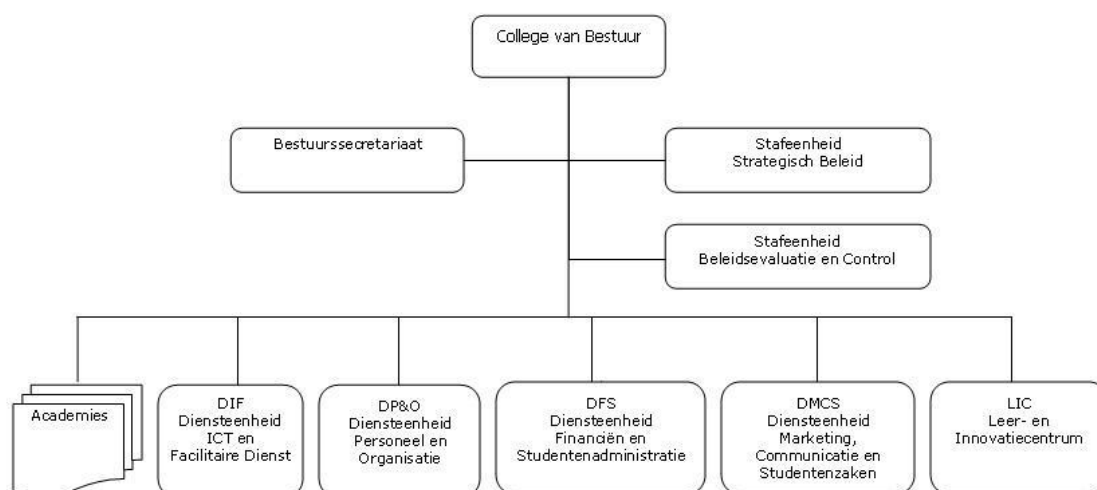 College van Bestuur
Bestuurssecretariaat
Stafeenheid
Strategisch Beleid
Stafeenheid
Beleidsevaluatie en Control
Academies
DIF
Diensteenheid
ICT en
Facilitaire Dienst
DP&O
Diensteenheid
Personeel en
Organisatie
DFS
Diensteenheid
Financiën en
Studentenadministratie
DMCS
Diensteenheid
Marketing,
Communicatie en
Studentenzaken
LIC
Leer- en
Innovatiecentrum